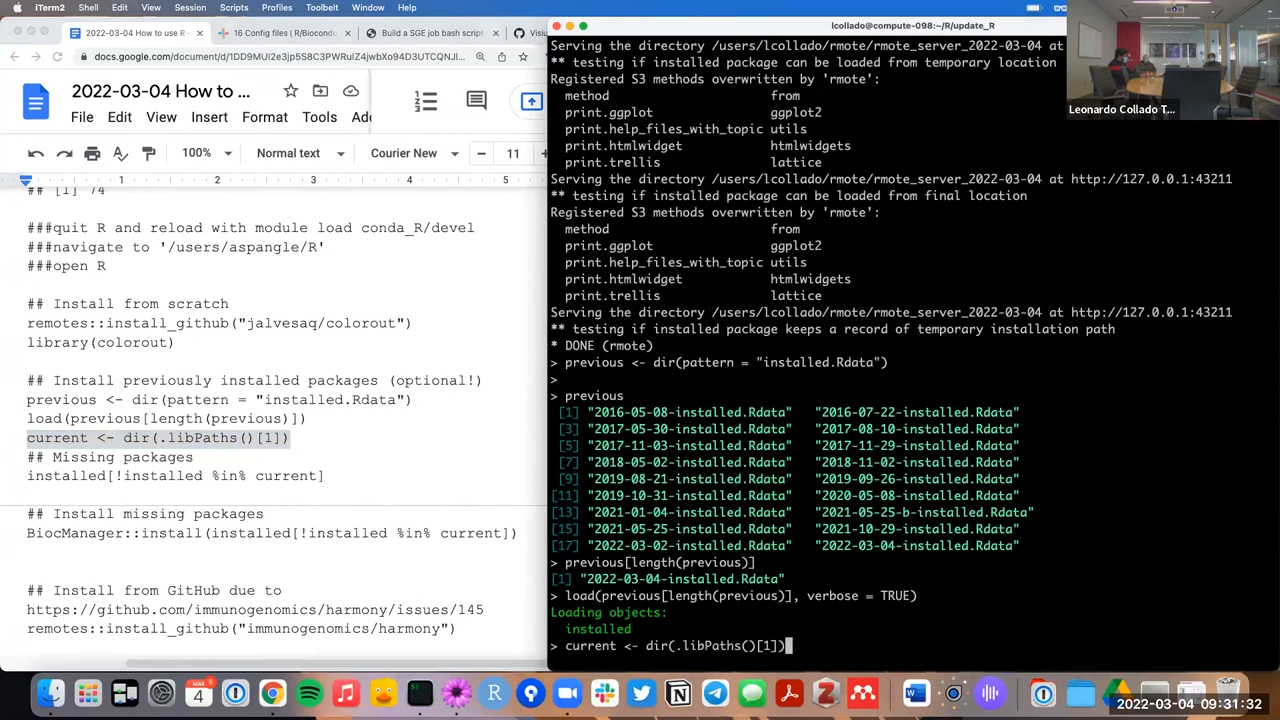 iTerm2 Shell Edit View Session Scripts Profiles Toolbelt Window Help
2022-03-04 How to use R
16 Config files | R/Biocond
Build a SGE job bash scrip
docs.google.com/document/d/1DD9MUI2e3jp5S8C3PWRUCt0ZJL4jwbXo94D3UTCtQNJL...
2022-03-04 How to ...
File Edit View Insert Format Tools
100% Normal text Courier New 11
1 2 3 4 5
## [1] 74
###quit R and reload with module load conda_R/devel
###navigate to '/users/aspangle/R'
###open R
## Install from scratch
remotes::install_github("jalvesaq/colorout")
library(colorout)
## Install previously installed packages (optional!)
previous <- dir(pattern = "installed.Rdata")
load(previous[length(previous)])
current <- dir(.libPaths()[1])
## Missing packages
installed[!installed %in% current]
## Install missing packages
BiocManager::install(installed[!installed %in% current])
## Install from GitHub due to
https://github.com/immunogenomics/harmony/issues/145
remotes::install_github("immunogenomics/harmony")
lcollado@compute-098:~/R/update_R
Serving the directory /users/lcollado/rmote/rmote_server_2022-03-04 at
** testing if installed package can be loaded from temporary location
Registered S3 methods overwritten by 'rmote':
method from
print.ggplot ggplot2
print.help_files_with_topic utils
print.htmlwidget htmlwidgets
print.trellis lattice
Serving the directory /users/lcollado/rmote/rmote_server_2022-03-04 at http://127.0.0.1:43211
** testing if installed package can be loaded from final location
Registered S3 methods overwritten by 'rmote':
method from
print.ggplot ggplot2
print.help_files_with_topic utils
print.htmlwidget htmlwidgets
print.trellis lattice
Serving the directory /users/lcollado/rmote/rmote_server_2022-03-04 at http://127.0.0.1:43211
** testing if installed package keeps a record of temporary installation path
* DONE (rmote)
> previous <- dir(pattern = "installed.Rdata")
>
> previous
[1] "2016-05-08-installed.Rdata" "2016-07-22-installed.Rdata"
[3] "2017-05-30-installed.Rdata" "2017-08-10-installed.Rdata"
[5] "2017-11-03-installed.Rdata" "2017-11-29-installed.Rdata"
[7] "2018-05-02-installed.Rdata" "2018-11-02-installed.Rdata"
[9] "2019-08-21-installed.Rdata" "2019-09-26-installed.Rdata"
[11] "2019-10-31-installed.Rdata" "2020-05-08-installed.Rdata"
[13] "2021-01-04-installed.Rdata" "2021-05-25-b-installed.Rdata"
[15] "2021-05-25-installed.Rdata" "2021-10-29-installed.Rdata"
[17] "2022-03-02-installed.Rdata" "2022-03-04-installed.Rdata"
> previous[length(previous)]
[1] "2022-03-04-installed.Rdata"
> load(previous[length(previous)], verbose = TRUE)
Loading objects:
installed
> current <- dir(.libPaths()[1])
Leonardo Collado T...
2022-03-04 09:31:32